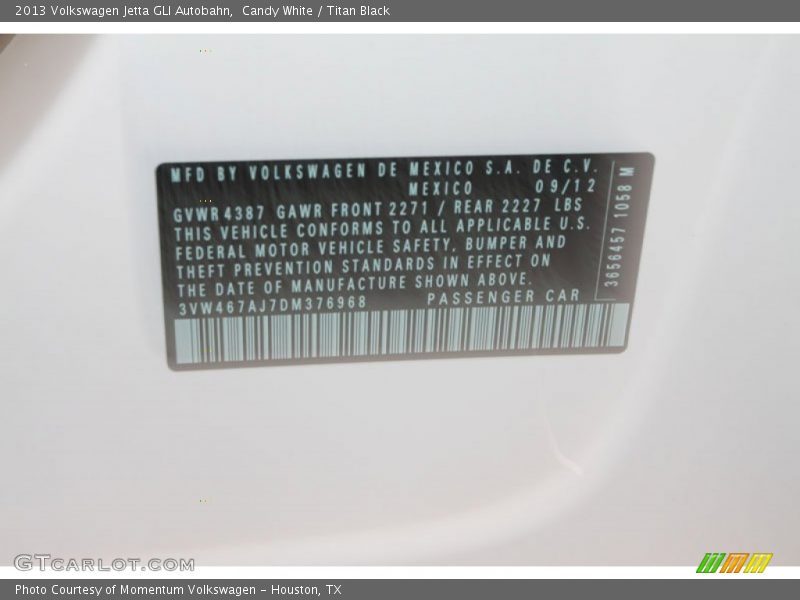 2013 Volkswagen Jetta GLI Autobahn, Candy White / Titan Black
MFD BY VOLKSWAGEN DE MEXICO S.A. DE C.V.
MEXICO 09/12
GVWR 4387 GAWR FRONT 2271 / REAR 2227 LBS
THIS VEHICLE CONFORMS TO ALL APPLICABLE U.S.
FEDERAL MOTOR VEHICLE SAFETY, BUMPER AND
THEFT PREVENTION STANDARDS IN EFFECT ON
THE DATE OF MANUFACTURE SHOWN ABOVE.
3VW467AJ7DM376968 PASSENGER CAR
3656457 1058 M
GTCARLOT.COM
Photo Courtesy of Momentum Volkswagen - Houston, TX